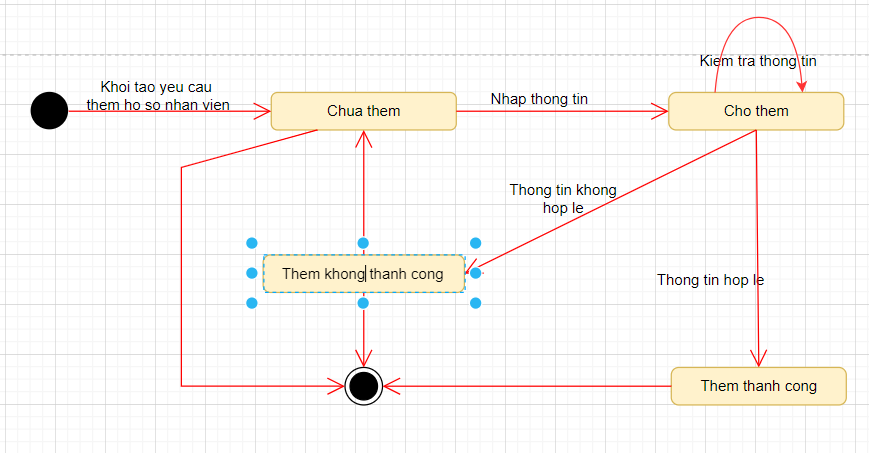 Kiem tra thong tin
Khoi tao yeu cau
them ho so nhan vien
Chua them
Nhap thong tin
Cho them
Thong tin khong
hop le
Them khong thanh cong
Thong tin hop le
Them thanh cong